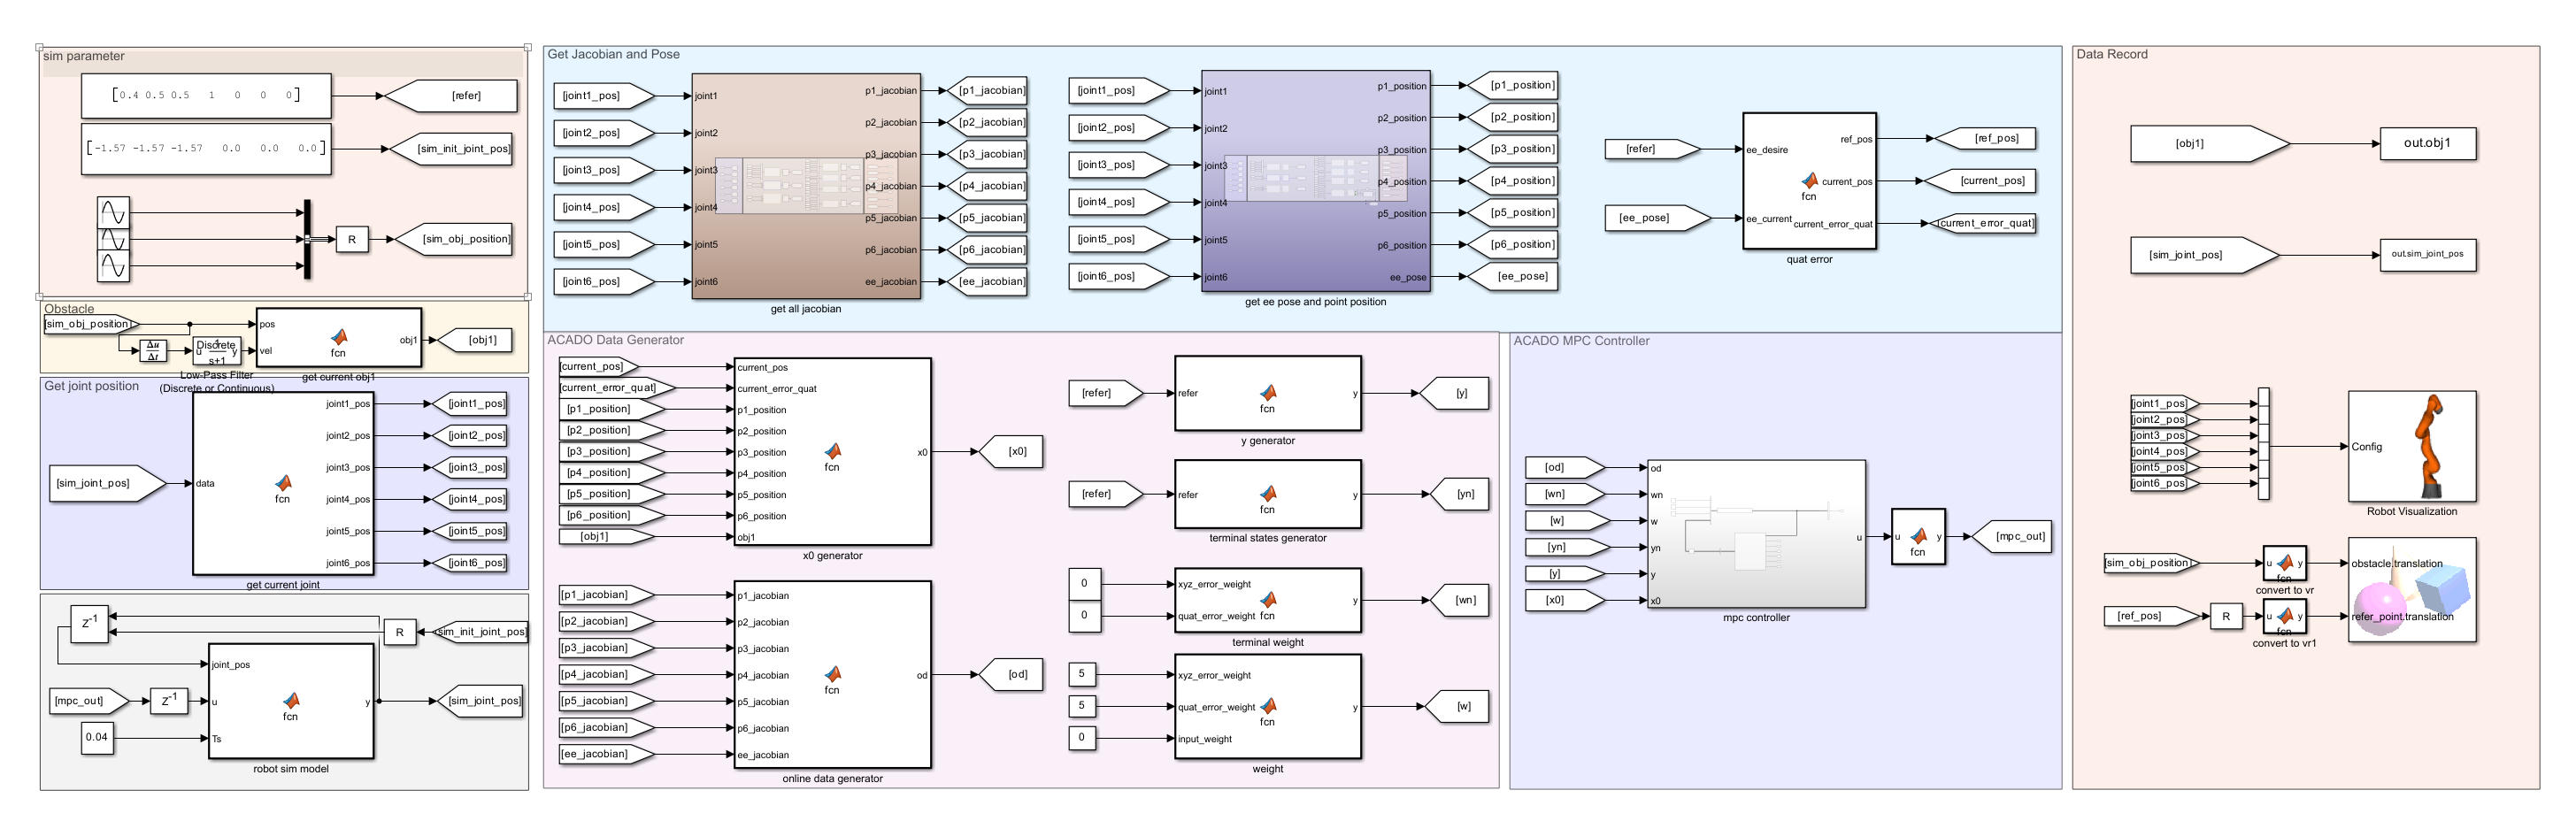 sim parameter
[0.4 0.5 0.5 1 0 0 0]
[refer]
[-1.57 -1.57 -1.57 0.0 0.0 0.0]
[sim_init_joint_pos]
R
[sim_obj_position]
Obstacle
[sim_obj_position]
Δu
Δt
Discrete
u
1
y
s+1
Low-Pass Filter
(Discrete or Continuous)
pos
vel
fcn
obj1
get current obj1
[obj1]
Get joint position
[sim_joint_pos]
data
fcn
joint1_pos
joint2_pos
joint3_pos
joint4_pos
joint5_pos
joint6_pos
get current joint
[joint1_pos]
[joint2_pos]
[joint3_pos]
[joint4_pos]
[joint5_pos]
[joint6_pos]
Z-1
R
[sim_init_joint_pos]
[mpc_out]
Z-1
0.04
joint_pos
u
Ts
fcn
y
robot sim model
[sim_joint_pos]
Get Jacobian and Pose
[joint1_pos]
[joint2_pos]
[joint3_pos]
[joint4_pos]
[joint5_pos]
[joint6_pos]
joint1
joint2
joint3
joint4
joint5
joint6
p1_jacobian
p2_jacobian
p3_jacobian
p4_jacobian
p5_jacobian
p6_jacobian
ee_jacobian
get all jacobian
[p1_jacobian]
[p2_jacobian]
[p3_jacobian]
[p4_jacobian]
[p5_jacobian]
[p6_jacobian]
[ee_jacobian]
[joint1_pos]
[joint2_pos]
[joint3_pos]
[joint4_pos]
[joint5_pos]
[joint6_pos]
joint1
joint2
joint3
joint4
joint5
joint6
p1_position
p2_position
p3_position
p4_position
p5_position
p6_position
ee_pose
get ee pose and point position
[p1_position]
[p2_position]
[p3_position]
[p4_position]
[p5_position]
[p6_position]
[ee_pose]
[refer]
[ee_pose]
ee_desire
ee_current
fcn
ref_pos
current_pos
current_error_quat
quat error
[ref_pos]
[current_pos]
[current_error_quat]
ACADO Data Generator
[current_pos]
[current_error_quat]
[p1_position]
[p2_position]
[p3_position]
[p4_position]
[p5_position]
[p6_position]
[obj1]
current_pos
current_error_quat
p1_position
p2_position
p3_position
p4_position
p5_position
p6_position
obj1
fcn
x0
x0 generator
[x0]
[p1_jacobian]
[p2_jacobian]
[p3_jacobian]
[p4_jacobian]
[p5_jacobian]
[p6_jacobian]
[ee_jacobian]
p1_jacobian
p2_jacobian
p3_jacobian
p4_jacobian
p5_jacobian
p6_jacobian
ee_jacobian
fcn
od
online data generator
[od]
[refer]
refer
fcn
y
y generator
[y]
[refer]
refer
fcn
y
terminal states generator
[yn]
0
0
xyz_error_weight
quat_error_weight
fcn
y
terminal weight
[wn]
5
5
0
xyz_error_weight
quat_error_weight
input_weight
fcn
y
weight
[w]
ACADO MPC Controller
[od]
[wn]
[w]
[yn]
[y]
[x0]
od
wn
w
yn
y
x0
u
mpc controller
u
fcn
y
[mpc_out]
Data Record
[obj1]
out.obj1
[sim_joint_pos]
out.sim_joint_pos
[joint1_pos]
[joint2_pos]
[joint3_pos]
[joint4_pos]
[joint5_pos]
[joint6_pos]
Config
Robot Visualization
[sim_obj_position]
u
fcn
y
convert to vr
obstacle.translation
[ref_pos]
R
u
fcn
y
convert to vr1
refer_point.translation